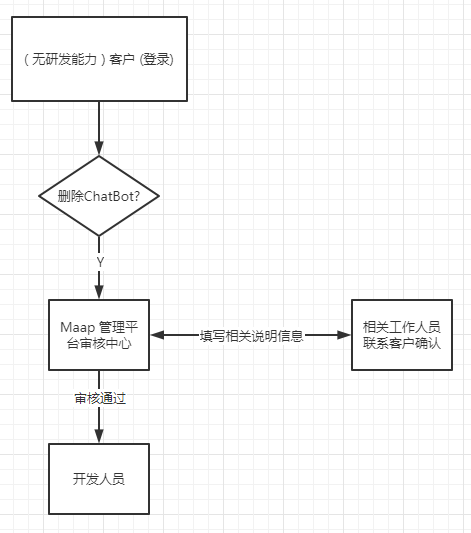 （无研发能力）客户 (登录)
删除ChatBot?
Y
Maap 管理平
台审核中心
填写相关说明信息
相关工作人员
联系客户确认
审核通过
开发人员